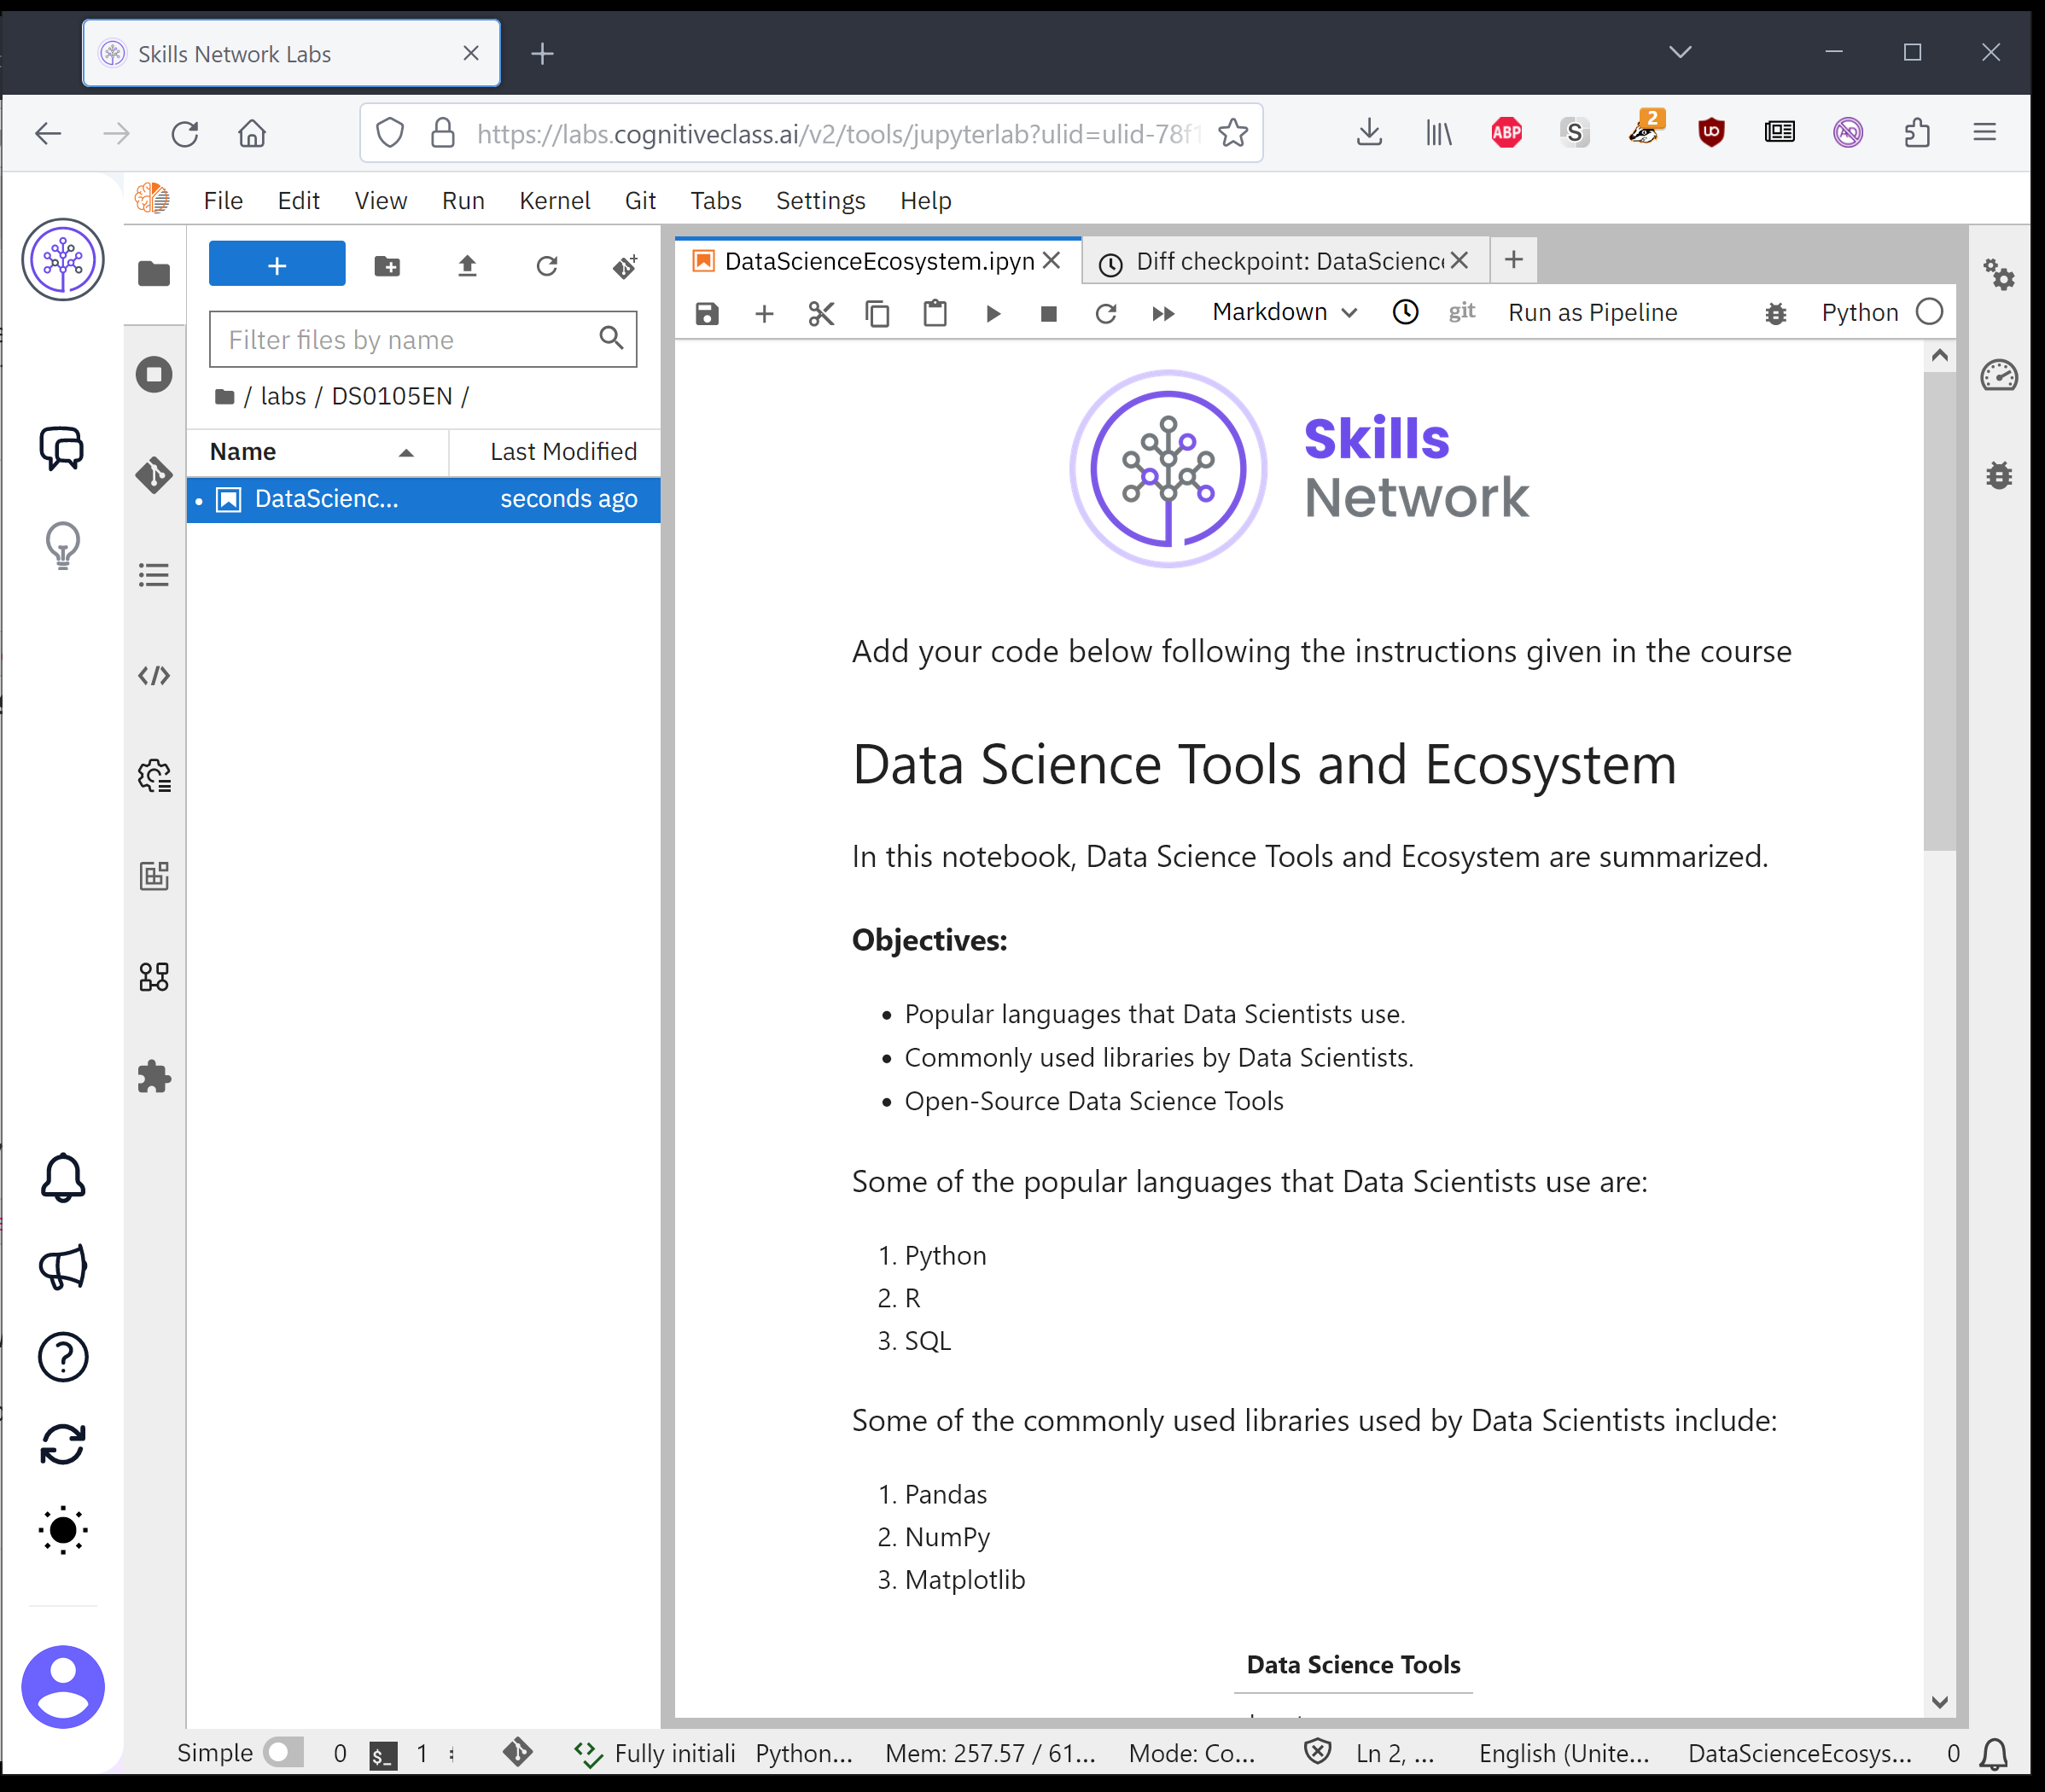 Skills Network Labs
https://labs.cognitiveclass.ai/v2/tools/jupyterlab?ulid=ulid-78f1
ABP
S
2
File Edit View Run Kernel Git Tabs Settings Help
DataScienceEcosystem.ipyn
Diff checkpoint: DataScienc
Markdown
git
Run as Pipeline
Python
Filter files by name
/ labs / DS0105EN /
Name
Last Modified
DataScienc...
seconds ago
Skills
Network
Add your code below following the instructions given in the course
Data Science Tools and Ecosystem
In this notebook, Data Science Tools and Ecosystem are summarized.
Objectives:
• Popular languages that Data Scientists use.
• Commonly used libraries by Data Scientists.
• Open-Source Data Science Tools
Some of the popular languages that Data Scientists use are:
1. Python
2. R
3. SQL
Some of the commonly used libraries used by Data Scientists include:
1. Pandas
2. NumPy
3. Matplotlib
Data Science Tools
Simple 0 $_ 1 Fully initiali Python... Mem: 257.57 / 61... Mode: Co... Ln 2, ... English (Unite... DataScienceEcosys... 0